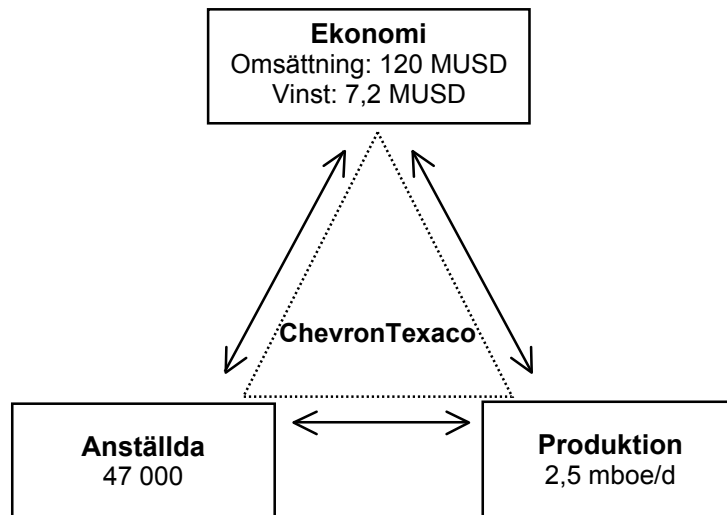 Ekonomi
Omsättning: 120 MUSD
Vinst: 7,2 MUSD
ChevronTexaco
Anställda
47 000
Produktion
2,5 mboe/d